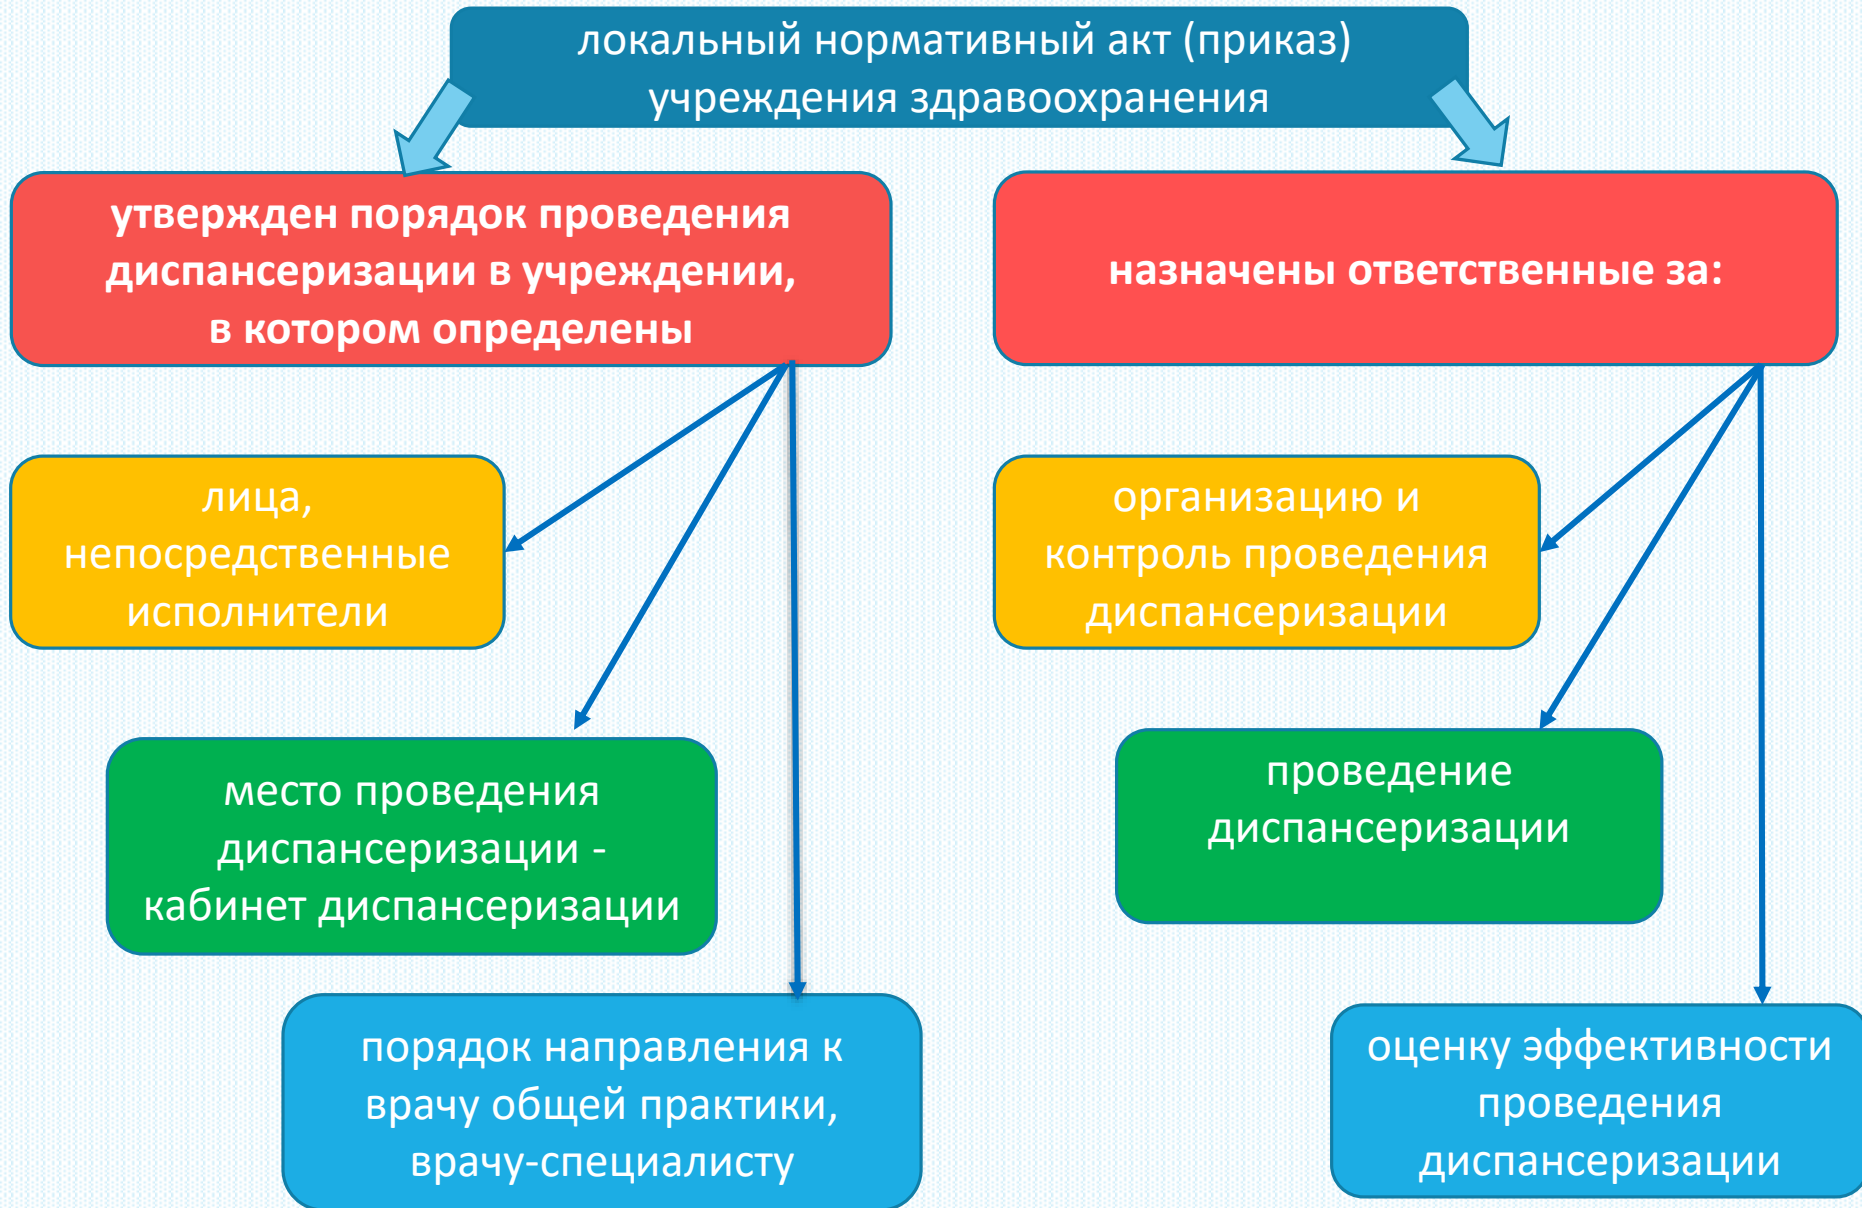 локальный нормативный акт (приказ)
учреждения здравоохранения
утвержден порядок проведения
диспансеризации в учреждении,
в котором определены
назначены ответственные за:
лица,
непосредственные
исполнители
организацию и
контроль проведения
диспансеризации
место проведения
диспансеризации -
кабинет диспансеризации
проведение
диспансеризации
порядок направления к
врачу общей практики,
врачу-специалисту
оценку эффективности
проведения
диспансеризации